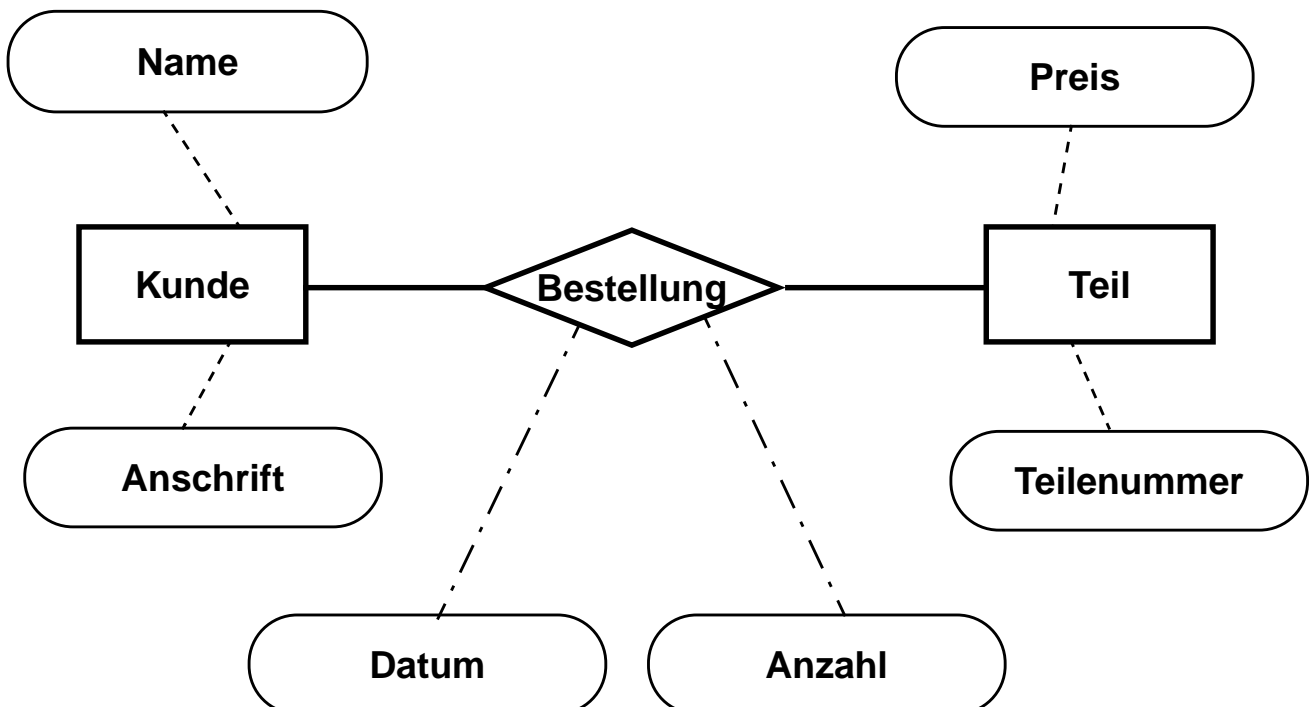 Name
Preis
Kunde
Bestellung
Teil
Anschrift
Teilenummer
Datum
Anzahl